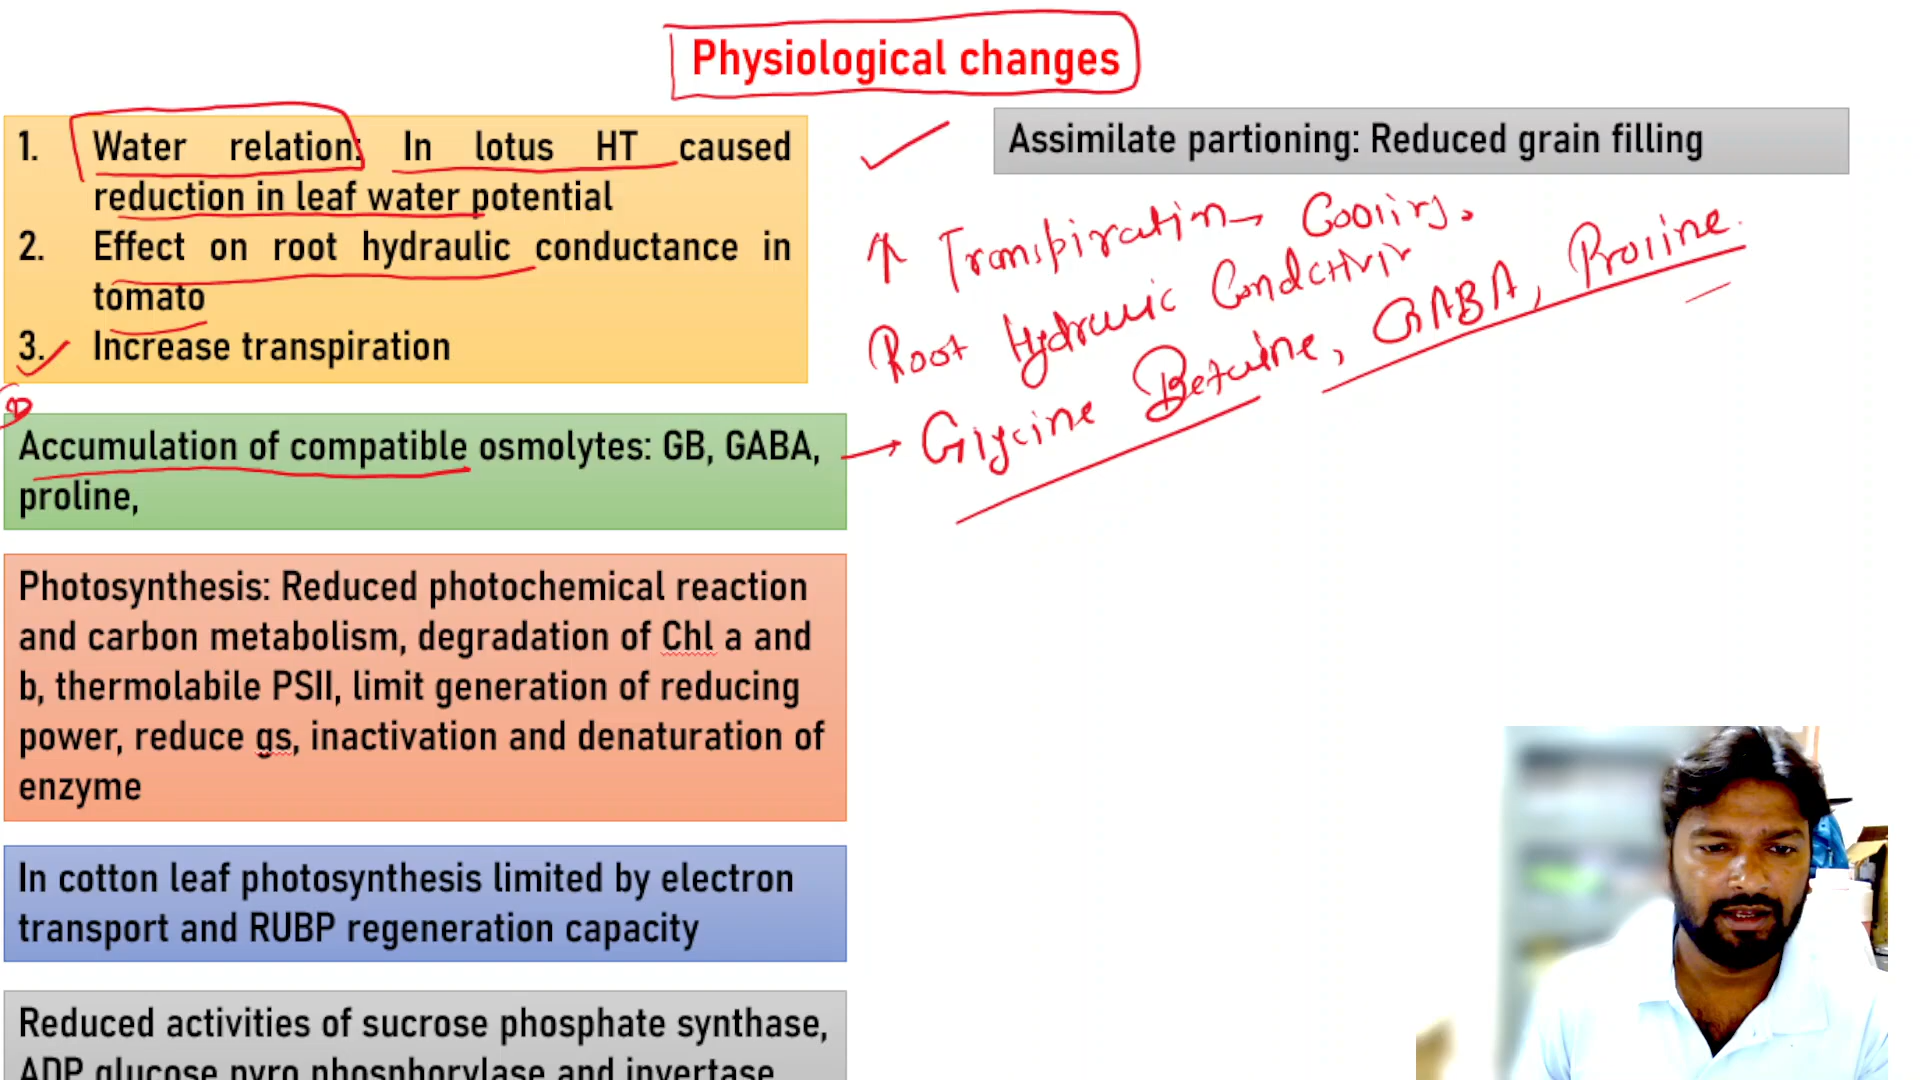 Physiological changes
1. Water relation: In lotus HT caused
reduction in leaf water potential
2. Effect on root hydraulic conductance in
tomato
3. Increase transpiration
Accumulation of compatible osmolytes: GB, GABA,
proline,
Photosynthesis: Reduced photochemical reaction
and carbon metabolism, degradation of Chl a and
b, thermolabile PSII, limit generation of reducing
power, reduce gs, inactivation and denaturation of
enzyme
In cotton leaf photosynthesis limited by electron
transport and RUBP regeneration capacity
Reduced activities of sucrose phosphate synthase,
ADP glucose pyro phosphorylase and invertase
Assimilate partioning: Reduced grain filling
↑ Transpiration → Cooling.
Root Hydraulic
→ Glycine Betaine, GABA, Proline.